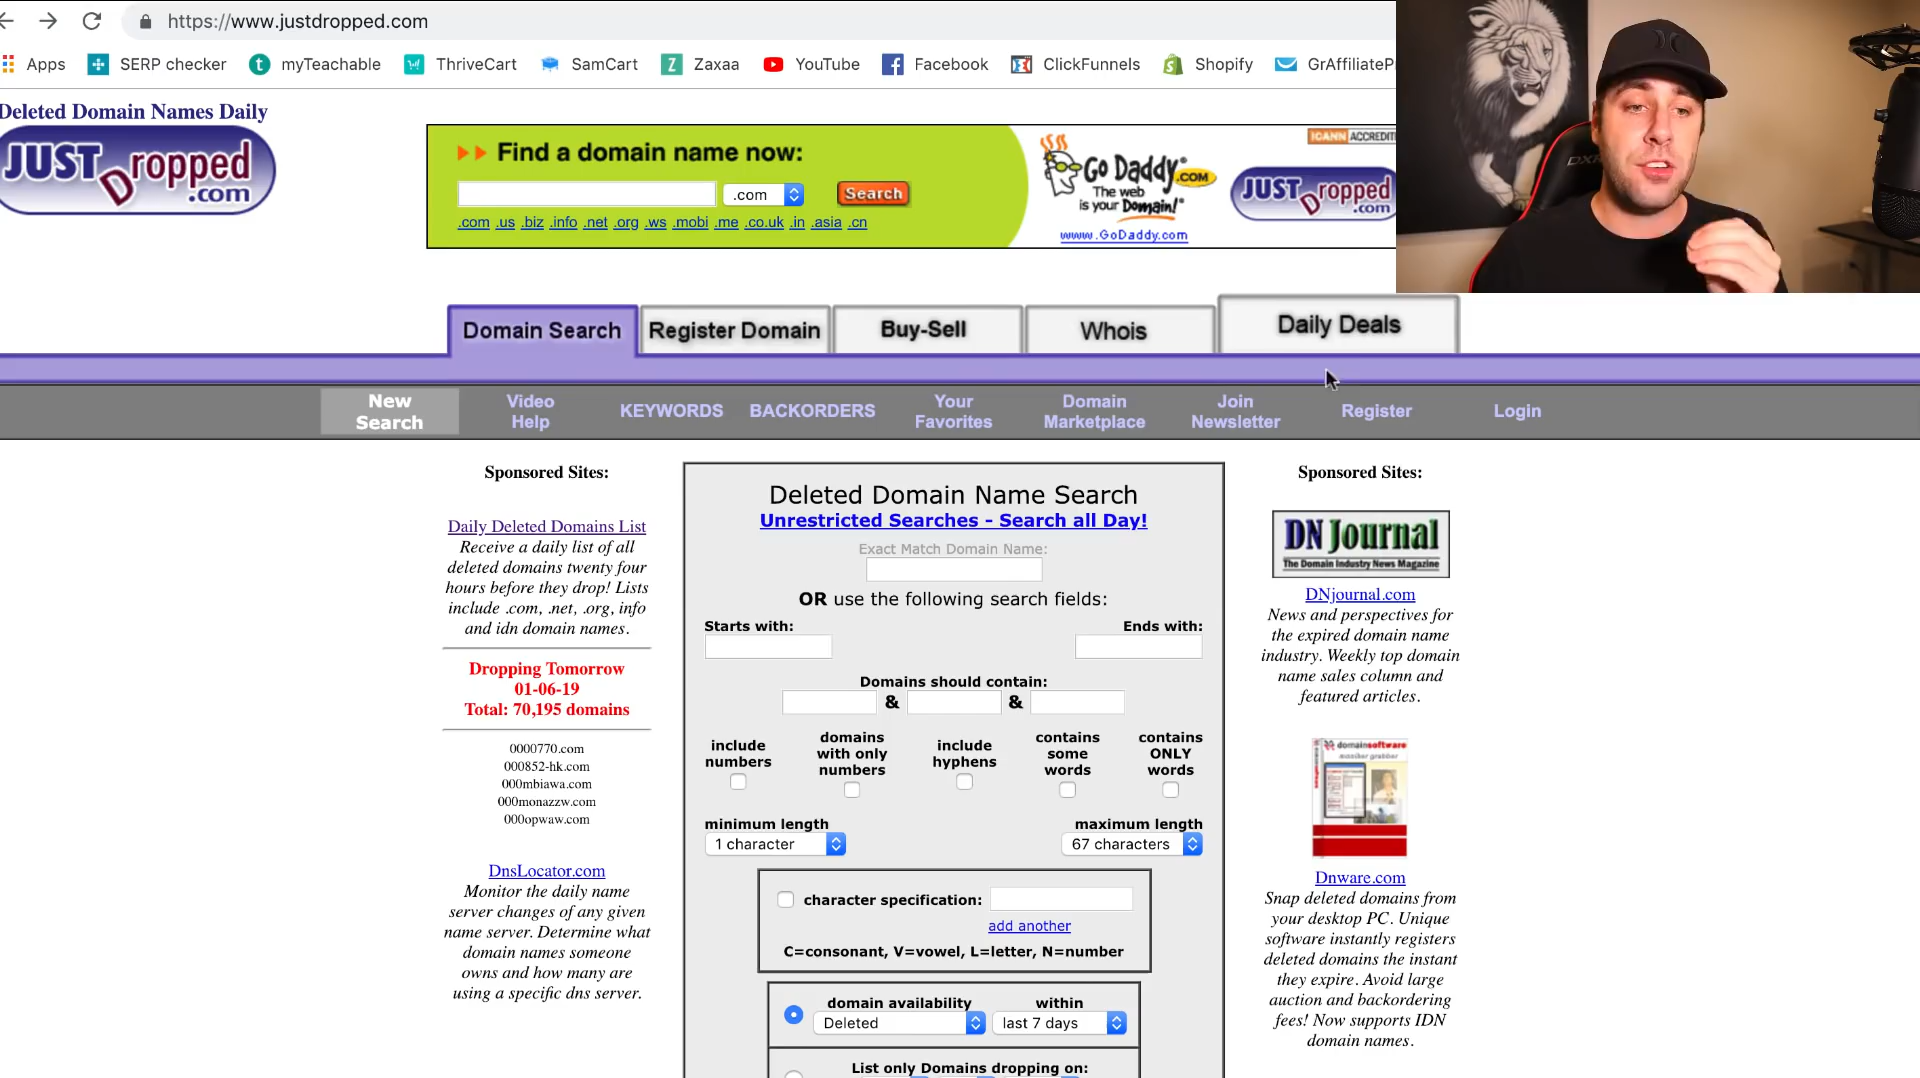 https://www.justdropped.com
Apps
SERP checker
t
myTeachable
ThriveCart
SamCart
Z
Zaxaa
YouTube
Facebook
ClickFunnels
Shopify
GrAffiliateP
Deleted Domain Names Daily
JUST Dropped .com
Find a domain name now:
.com
Search
.com .us .biz .info .net .org .ws .mobi .me .co.uk .in .asia .cn
Go Daddy .COM
The web
is your Domain!
www.GoDaddy.com
ICANN ACCREDIT
JUST Dropped .com
DXR
Domain Search
Register Domain
Buy-Sell
Whois
Daily Deals
New
Search
Video
Help
KEYWORDS
BACKORDERS
Your
Favorites
Domain
Marketplace
Join
Newsletter
Register
Login
Sponsored Sites:
Daily Deleted Domains List
Receive a daily list of all
deleted domains twenty four
hours before they drop! Lists
include .com, .net, .org, info
and idn domain names.
Dropping Tomorrow
01-06-19
Total: 70,195 domains
0000770.com
000852-hk.com
000mbiawa.com
000monazzw.com
000opwaw.com
DnsLocator.com
Monitor the daily name
server changes of any given
name server. Determine what
domain names someone
owns and how many are
using a specific dns server.
Deleted Domain Name Search
Unrestricted Searches - Search all Day!
Exact Match Domain Name:
OR use the following search fields:
Starts with:
Ends with:
Domains should contain:
& &
include
numbers
domains
with only
numbers
include
hyphens
contains
some
words
contains
ONLY
words
minimum length
1 character
maximum length
67 characters
character specification:
add another
C=consonant, V=vowel, L=letter, N=number
domain availability
Deleted
within
last 7 days
List only Domains dropping on:
Sponsored Sites:
DN Journal
The Domain Industry News Magazine
DNjournal.com
News and perspectives for
the expired domain name
industry. Weekly top domain
name sales column and
featured articles.
domainsoftware
Dnware.com
Snap deleted domains from
your desktop PC. Unique
software instantly registers
deleted domains the instant
they expire. Avoid large
auction and backordering
fees! Now supports IDN
domain names.